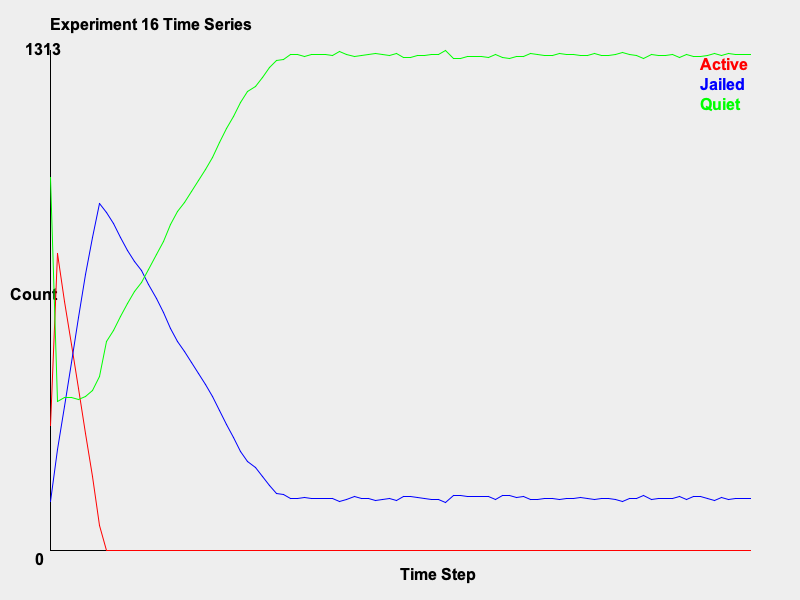 Experiment 16 Time Series
1313
Active
Jailed
Quiet
Count
0
Time Step